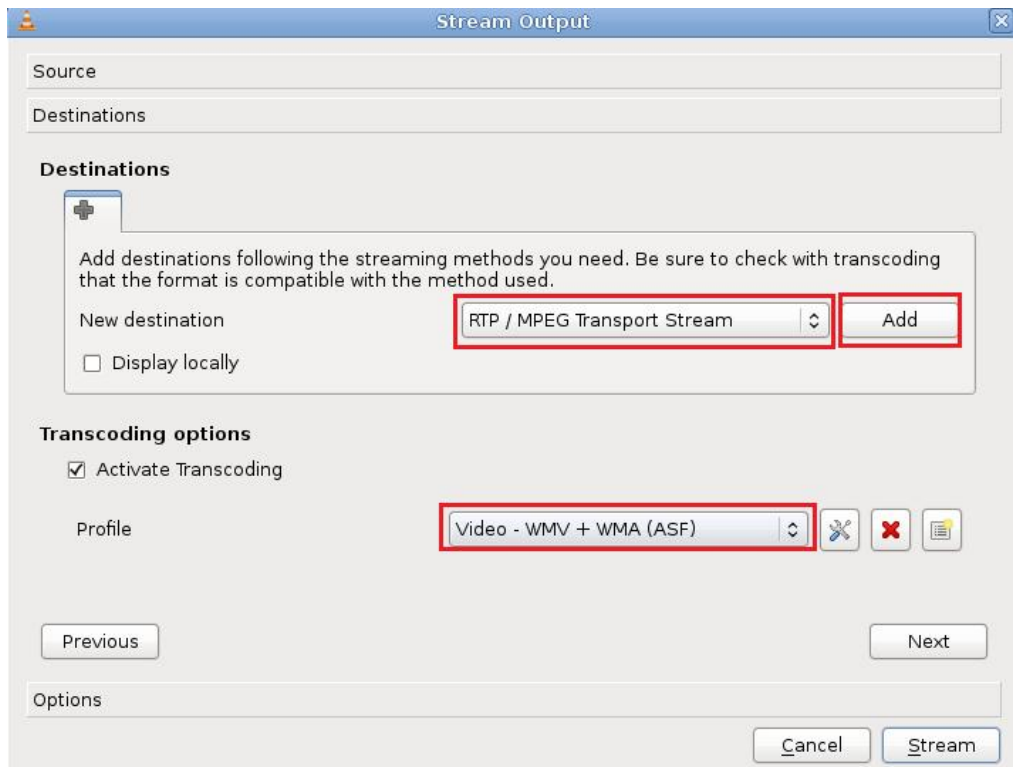 Stream Output
Source
Destinations
Destinations
Add destinations following the streaming methods you need. Be sure to check with transcoding
that the format is compatible with the method used.
New destination RTP / MPEG Transport Stream Add
Display locally
Transcoding options
Activate Transcoding
Profile Video - WMV + WMA (ASF)
Previous Next
Options
Cancel Stream